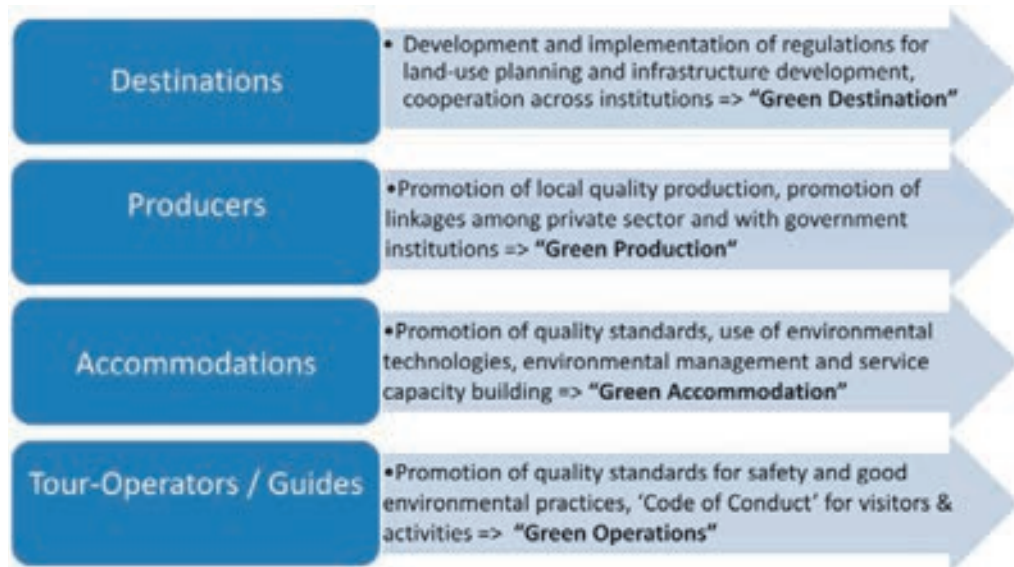 Destinations
• Development and implementation of regulations for
land-use planning and infrastructure development,
cooperation across institutions => “Green Destination”
Producers
•Promotion of local quality production, promotion of
linkages among private sector and with government
institutions => “Green Production“
Accommodations
•Promotion of quality standards, use of environmental
technologies, environmental management and service
capacity building => “Green Accommodation”
Tour-Operators / Guides
•Promotion of quality standards for safety and good
environmental practices, ‘Code of Conduct’ for visitors &
activities => “Green Operations”